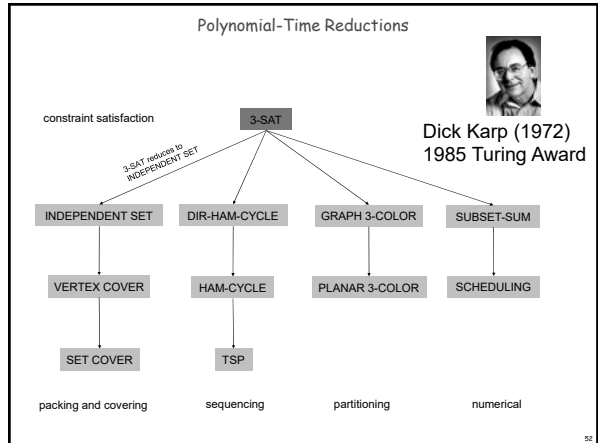 Polynomial-Time Reductions
constraint satisfaction
3-SAT
Dick Karp (1972)
1985 Turing Award
3-SAT reduces to
INDEPENDENT SET
INDEPENDENT SET
DIR-HAM-CYCLE
GRAPH 3-COLOR
SUBSET-SUM
VERTEX COVER
HAM-CYCLE
PLANAR 3-COLOR
SCHEDULING
SET COVER
TSP
packing and covering
sequencing
partitioning
numerical
52